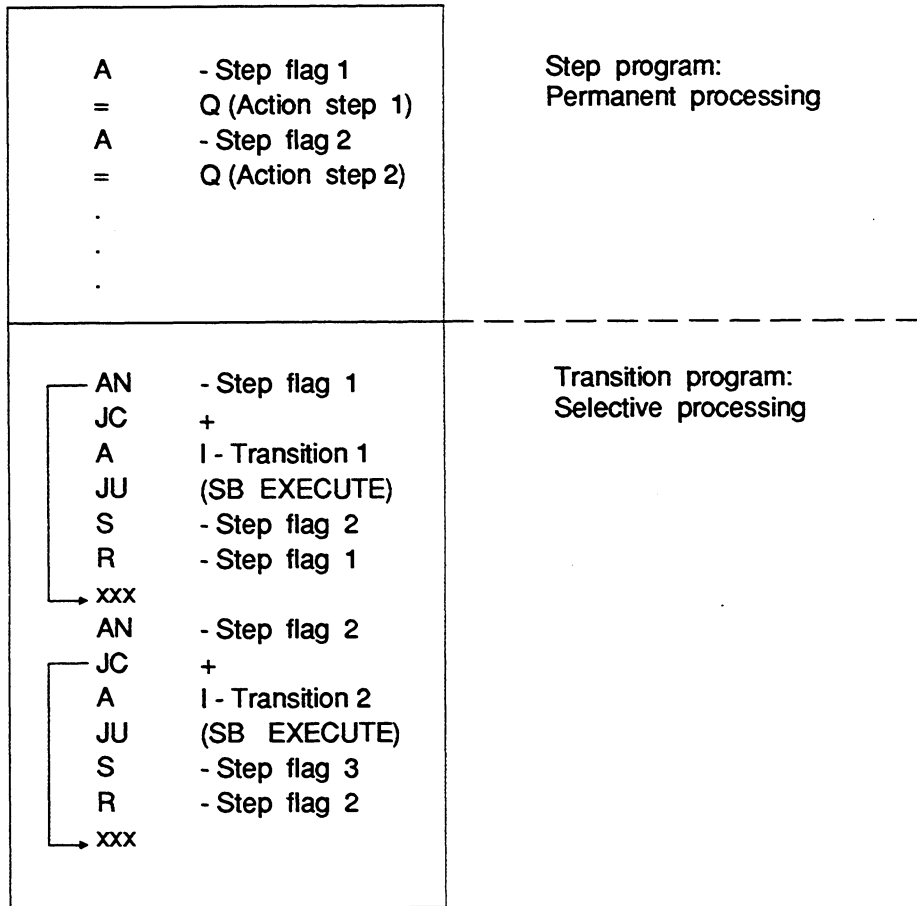 A - Step flag 1
= Q (Action step 1)
A - Step flag 2
= Q (Action step 2)
.
.
.
Step program:
Permanent processing
AN - Step flag 1
JC +
A I - Transition 1
JU (SB EXECUTE)
S - Step flag 2
R - Step flag 1
xxx
AN - Step flag 2
JC +
A I - Transition 2
JU (SB EXECUTE)
S - Step flag 3
R - Step flag 2
xxx
Transition program:
Selective processing